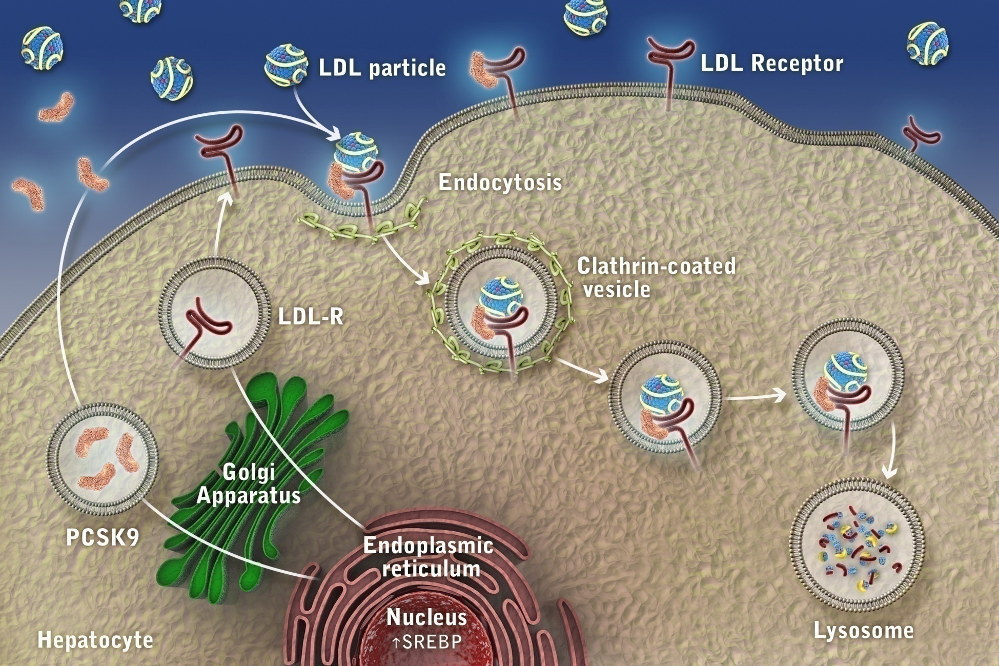 LDL particle
LDL Receptor
Endocytosis
Clathrin-coated
vesicle
LDL-R
Golgi
Apparatus
PCSK9
Endoplasmic
reticulum
Nucleus
↑SREBP
Lysosome
Hepatocyte